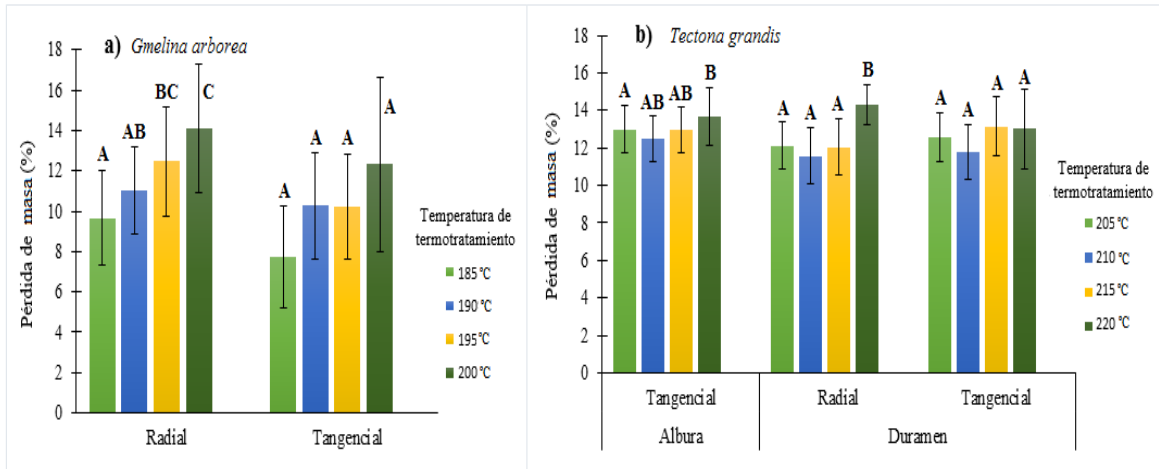 a) Gmelina arborea
Pérdida de masa (%)
18
16
14
12
10
8
6
4
2
0
A
AB
BC
C
A
A
A
A
Radial
Tangencial
Temperatura de
termotratamiento
185 °C
190 °C
195 °C
200 °C
b) Tectona grandis
Pérdida de masa (%)
18
16
14
12
10
8
6
4
2
0
A
AB
AB
B
A
A
A
B
A
A
A
A
Tangencial
Radial
Tangencial
Albura
Duramen
Temperatura de
termotratamiento
205 °C
210 °C
215 °C
220 °C